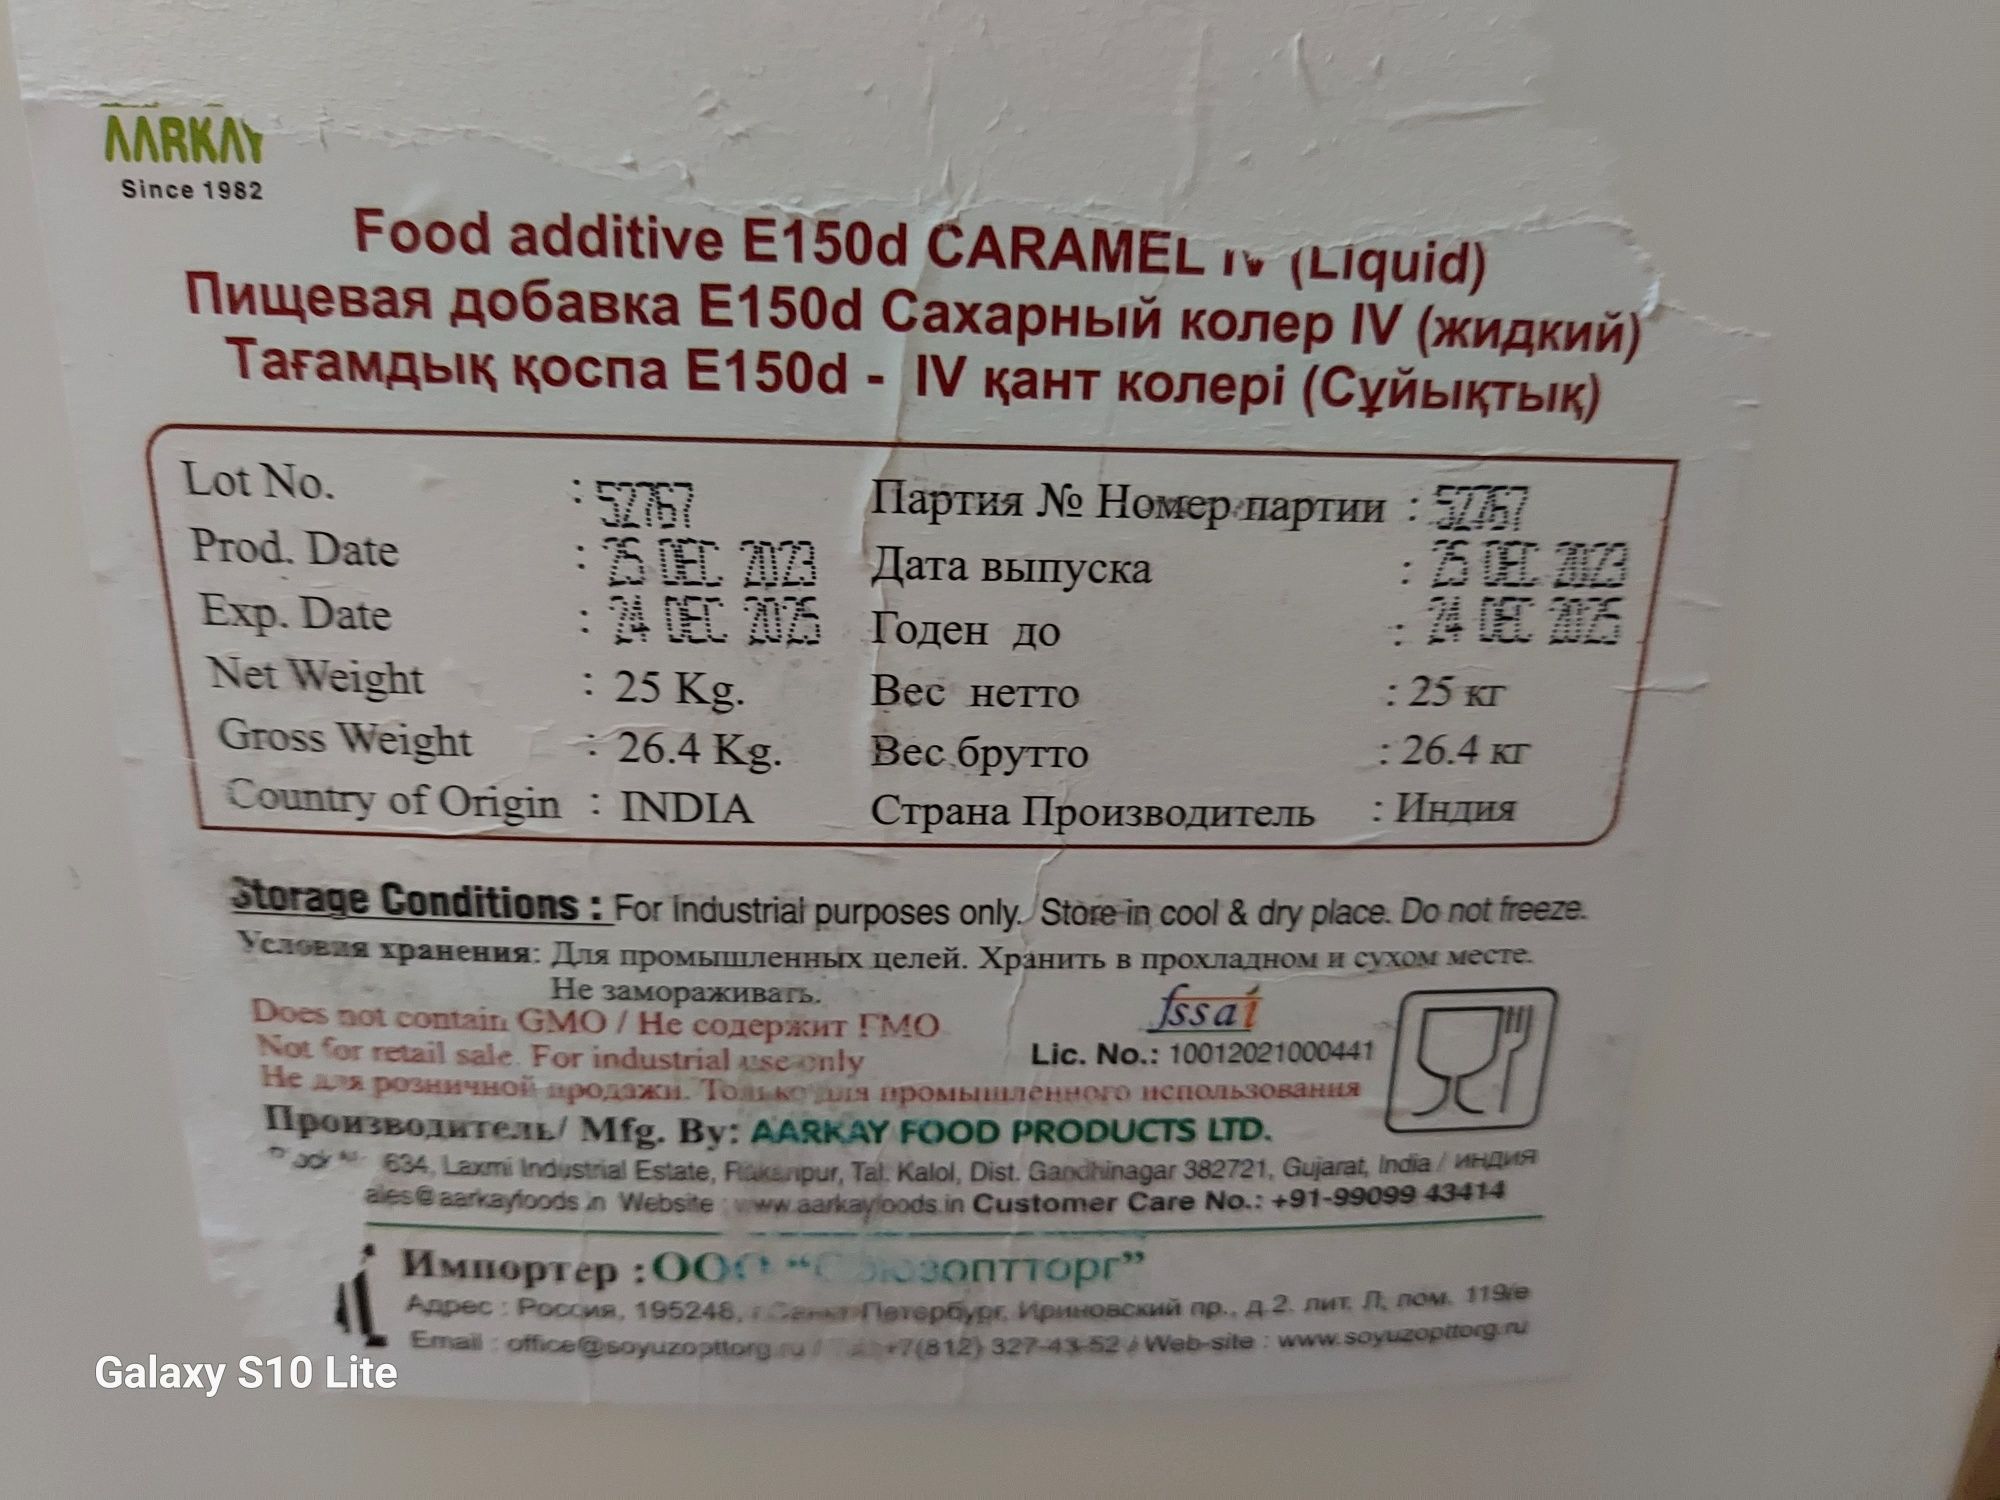 AARKAY
Since 1982
Food additive E150d CARAMEL IV (Liquid)
Пищевая добавка E150d Сахарный колер IV (жидкий)
Тағамдық қоспа E150d - IV қант колері (Сұйықтық)
Lot No. : 52767 Партия № Номер партии : 52767
Prod. Date : 25 DEC 2023 Дата выпуска : 25 DEC 2023
Exp. Date : 24 DEC 2025 Годен до : 24 DEC 2025
Net Weight : 25 Kg. Вес нетто : 25 кг
Gross Weight : 26.4 Kg. Вес брутто : 26.4 кг
Country of Origin : INDIA Страна Производитель : Индия
Storage Conditions : For Industrial purposes only. Store in cool & dry place. Do not freeze.
Условия хранения: Для промышленных целей. Хранить в прохладном и сухом месте.
Не замораживать.
Does not contain GMO / Не содержит ГМО
fssai
Not for retail sale. For industrial use only
Lic. No.: 10012021000441
Не для розничной продажи. Только для промышленного использования
Производитель/ Mfg. By: AARKAY FOOD PRODUCTS LTD.
634, Laxmi Industrial Estate, Tal. Kalol, Dist. Gandhinagar 382721, Gujarat, India / ИНДИЯ
ales@aarkayfoods.in Website : www.aarkayfoods.in Customer Care No.: +91-99099 43414
Импортер : ООО "Союзоптторг"
Адрес : Россия, 195248, г.Санкт-Петербург, Ириновский пр., д.2. лит. Л, пом. 119/е
Email : office@soyuzopttorg.ru / +7(812) 327-43-52 / Web-site : www.soyuzopttorg.ru
Galaxy S10 Lite